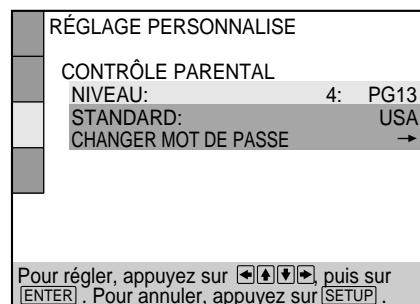 RÉGLAGE PERSONNALISE
CONTRÔLE PARENTAL
NIVEAU: 4: PG13
STANDARD: USA
CHANGER MOT DE PASSE →
Pour régler, appuyez sur ←↑↓→, puis sur
ENTER . Pour annuler, appuyez sur SETUP .